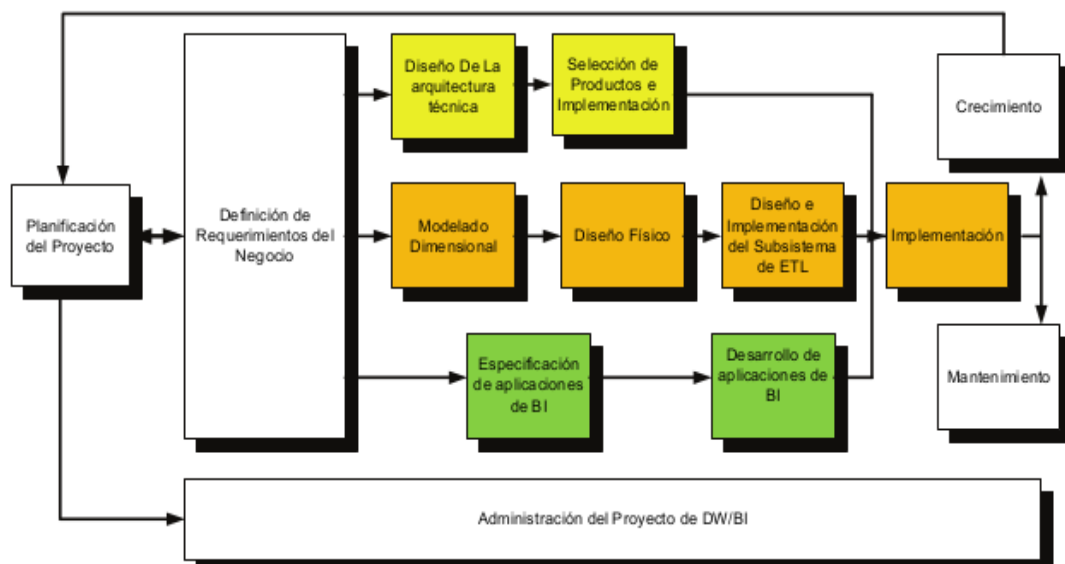 Diseño De La
arquitectura
técnica
Selección de
Productos e
Implementación
Crecimiento
Planificación
del Proyecto
Definición de
Requerimientos del
Negocio
Modelado
Dimensional
Diseño Físico
Diseño e
Implementación
del Subsistema
de ETL
Implementación
Especificación
de aplicaciones
de BI
Desarrollo de
aplicaciones de
BI
Mantenimiento
Administración del Proyecto de DW/BI